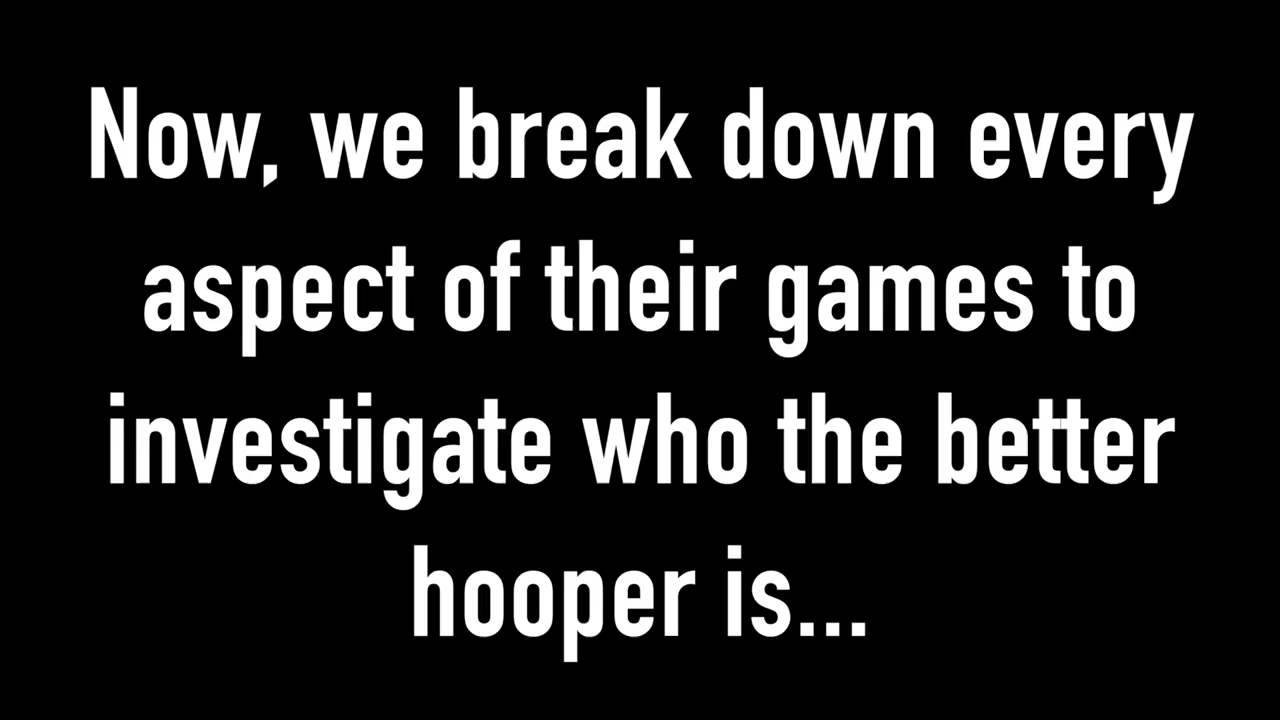 Now, we break down every
aspect of their games to
investigate who the better
hooper is...